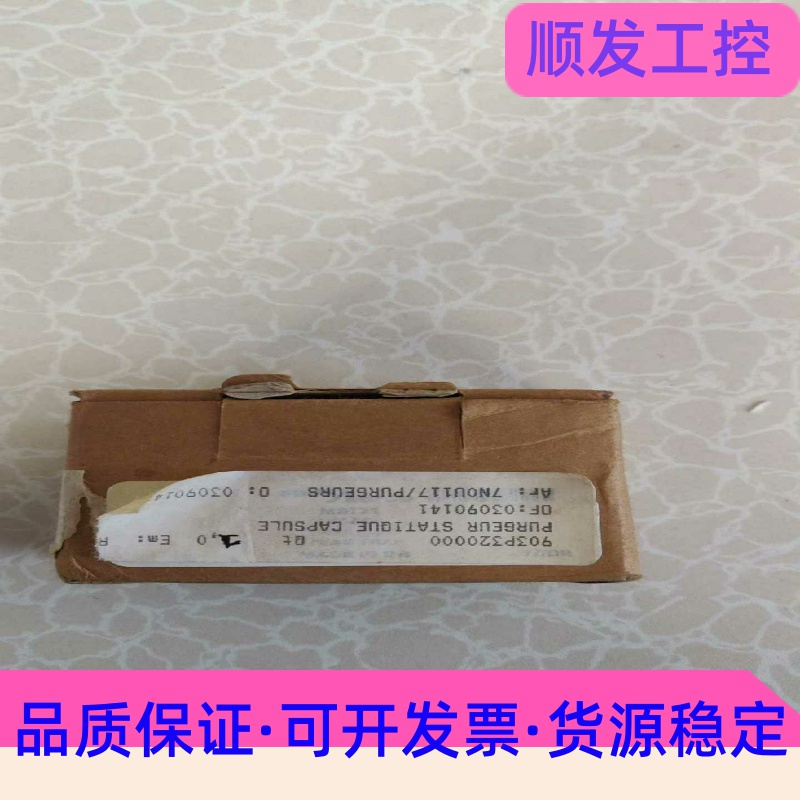 顺发工控
903P320000 Qt 1,0 Em: R
PURGEUR STATIQUE CAPSULE
OF:03090141
Ar: 7NOU117/PURGEURS O: 0309014
品质保证·可开发票·货源稳定